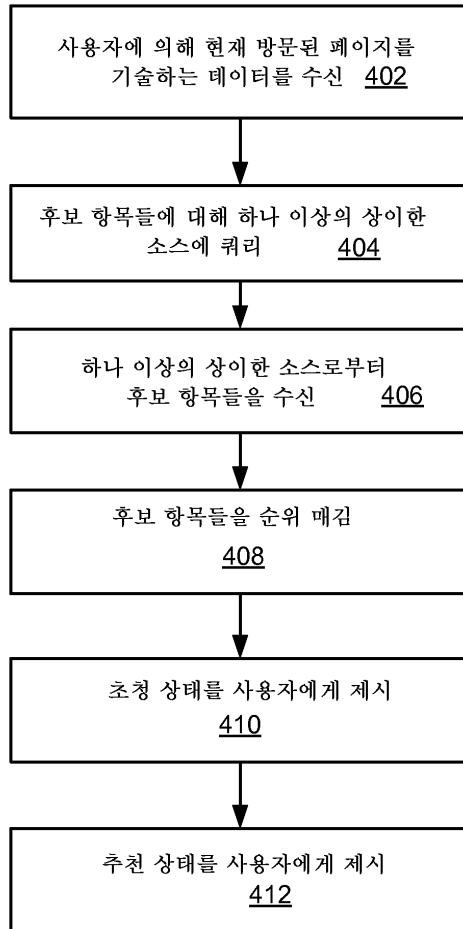 사용자에 의해 현재 방문된 페이지를
기술하는 데이터를 수신 402
후보 항목들에 대해 하나 이상의 상이한
소스에 쿼리 404
하나 이상의 상이한 소스로부터
후보 항목들을 수신 406
후보 항목들을 순위 매김
408
초청 상태를 사용자에게 제시
410
추천 상태를 사용자에게 제시
412